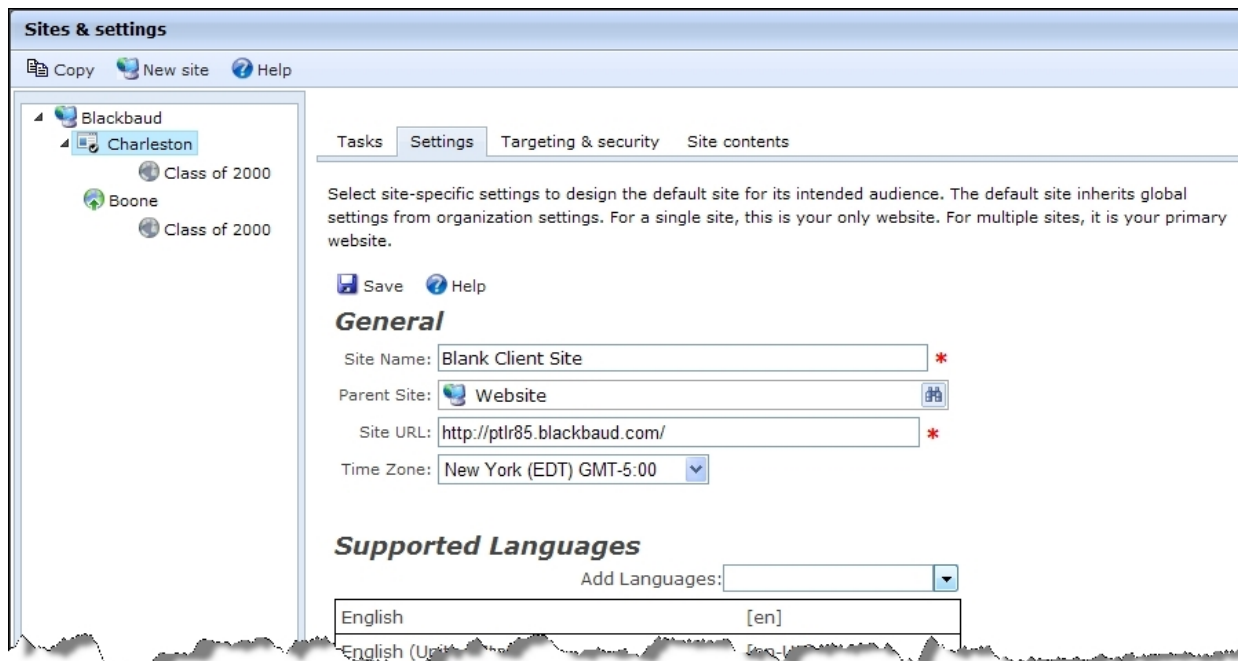 Sites & settings
Copy New site Help
Blackbaud
Charleston
Class of 2000
Boone
Class of 2000
Tasks Settings Targeting & security Site contents
Select site-specific settings to design the default site for its intended audience. The default site inherits global
settings from organization settings. For a single site, this is your only website. For multiple sites, it is your primary
website.
Save Help
General
Site Name: Blank Client Site *
Parent Site: Website
Site URL: http://ptlr85.blackbaud.com/ *
Time Zone: New York (EDT) GMT-5:00
Supported Languages
Add Languages:
English [en]
English